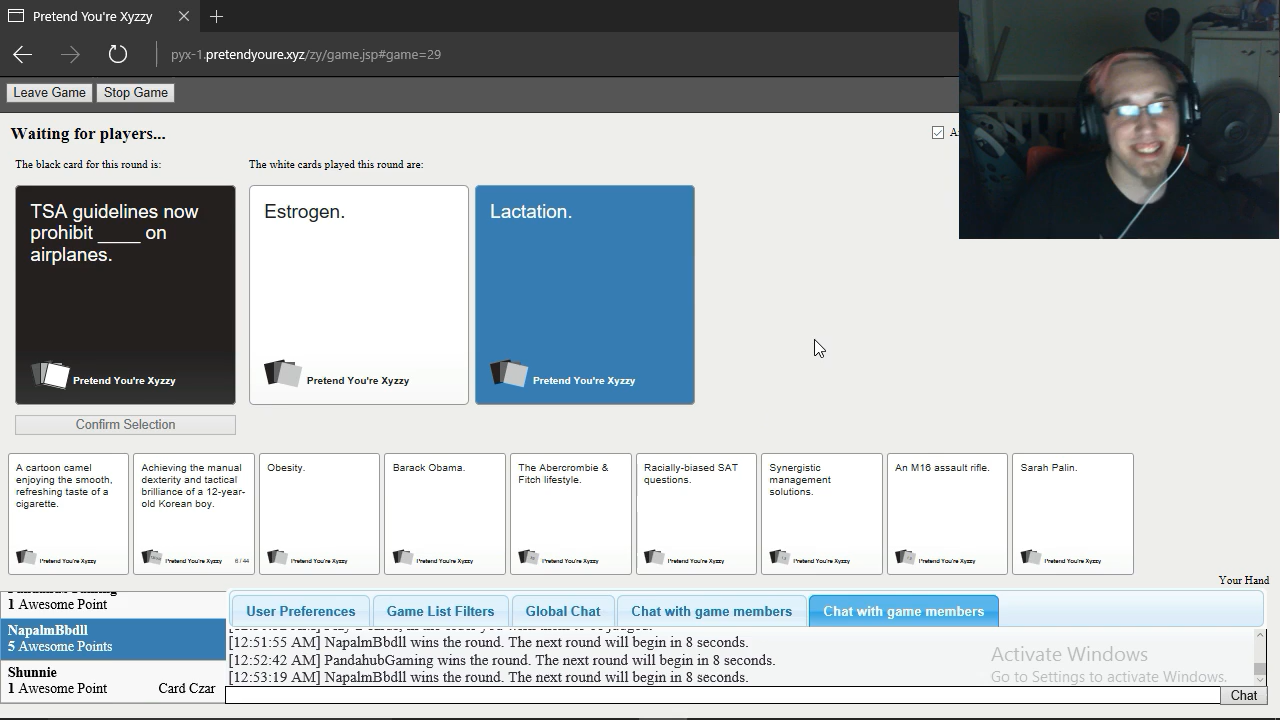 Pretend You're Xyzzy
pyx-1.pretendyoure.xyz/zy/game.jsp#game=29
Leave Game
Stop Game
Waiting for players...
The black card for this round is:
The white cards played this round are:
TSA guidelines now
prohibit ____ on
airplanes.
Pretend You're Xyzzy
Estrogen.
Pretend You're Xyzzy
Lactation.
Pretend You're Xyzzy
Confirm Selection
A cartoon camel
enjoying the smooth,
refreshing taste of a
cigarette.
Pretend You're Xyzzy
Achieving the manual
dexterity and tactical
brilliance of a 12-year-
old Korean boy.
Pretend You're Xyzzy
6 / 44
Obesity.
Pretend You're Xyzzy
Barack Obama.
Pretend You're Xyzzy
The Abercrombie &
Fitch lifestyle.
Pretend You're Xyzzy
Racially-biased SAT
questions.
Pretend You're Xyzzy
Synergistic
management
solutions.
Pretend You're Xyzzy
An M16 assault rifle.
Pretend You're Xyzzy
Sarah Palin.
Pretend You're Xyzzy
Your Hand
1 Awesome Point
NapalmBbdll
5 Awesome Points
Shunnie
1 Awesome Point
Card Czar
User Preferences
Game List Filters
Global Chat
Chat with game members
Chat with game members
[12:51:55 AM] NapalmBbdll wins the round. The next round will begin in 8 seconds.
[12:52:42 AM] PandahubGaming wins the round. The next round will begin in 8 seconds.
[12:53:19 AM] NapalmBbdll wins the round. The next round will begin in 8 seconds.
Activate Windows
Go to Settings to activate Windows.
Chat